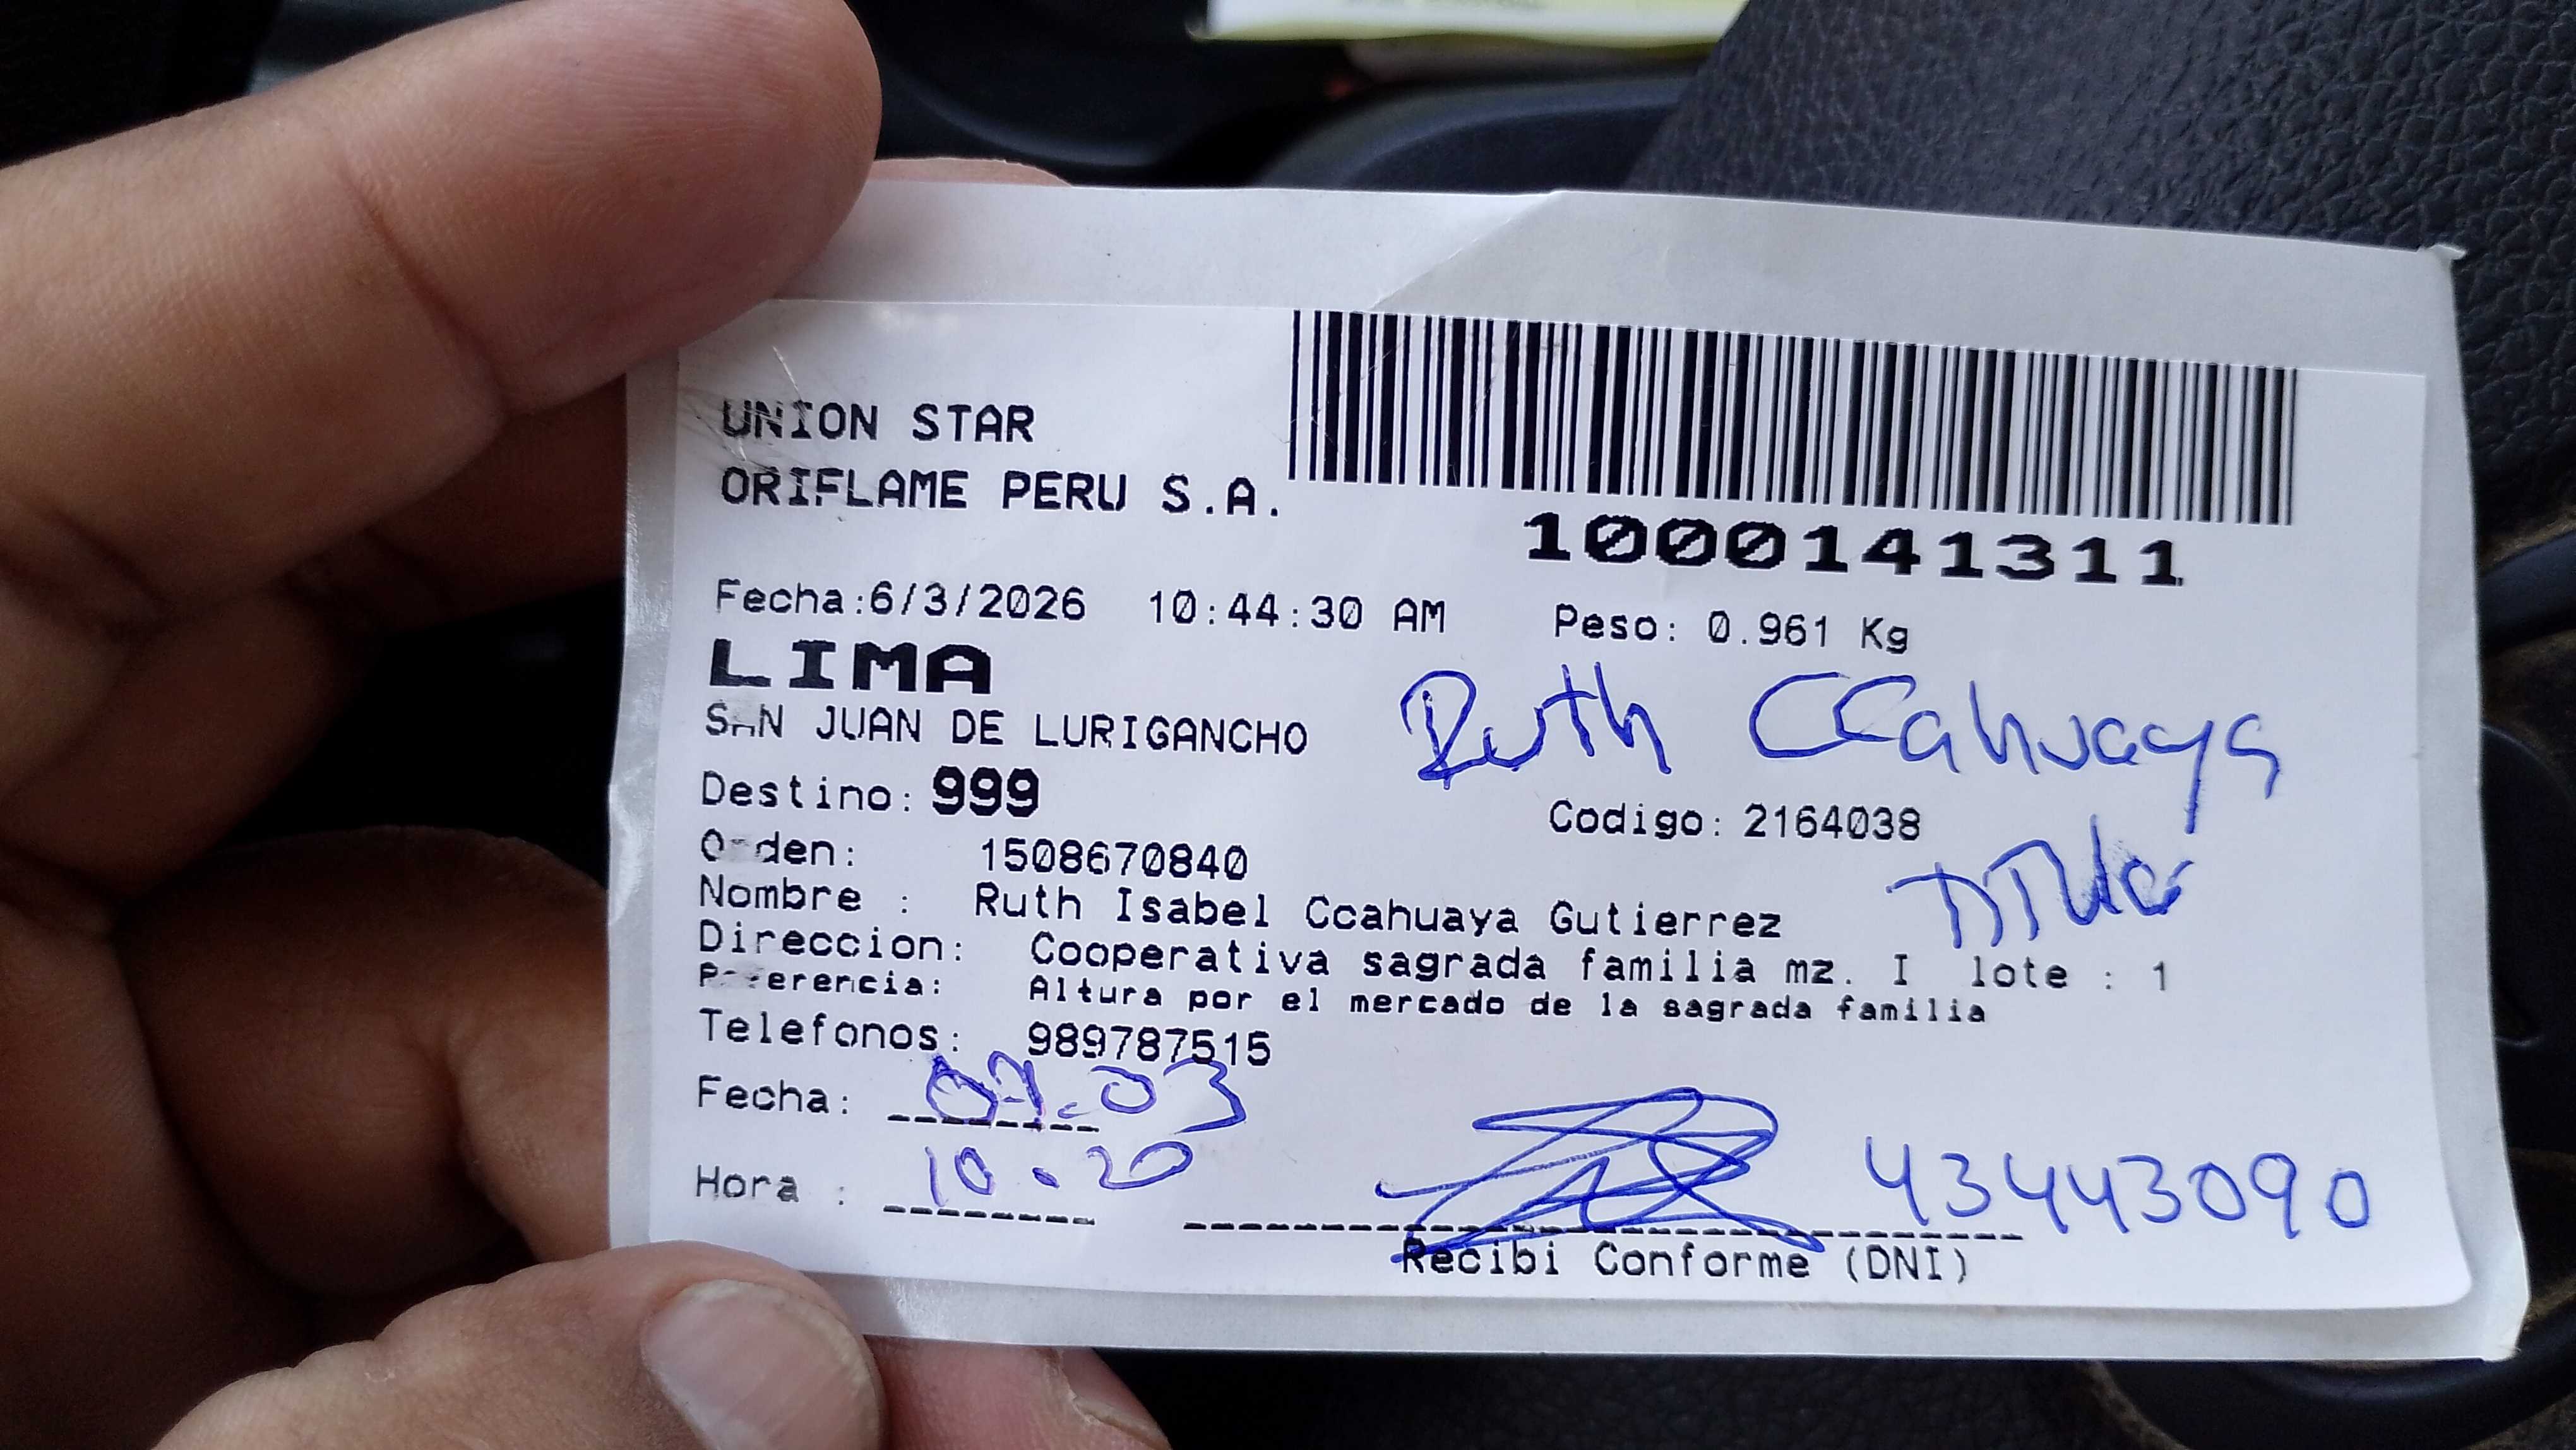 UNION STAR
ORIFLAME PERU S.A.
1000141311
Fecha:6/3/2026 10:44:30 AM Peso: 0.961 Kg
LIMA
SAN JUAN DE LURIGANCHO
Ruth CCahuaya
Destino: 999 Codigo: 2164038
Orden: 1508670840
Titular
Nombre : Ruth Isabel Ccahuaya Gutierrez
Direccion: Cooperativa sagrada familia mz. I lote : 1
Referencia: Altura por el mercado de la sagrada familia
Telefonos: 989787515
Fecha: 03
Hora : 10.20
43443090
Recibi Conforme (DNI)